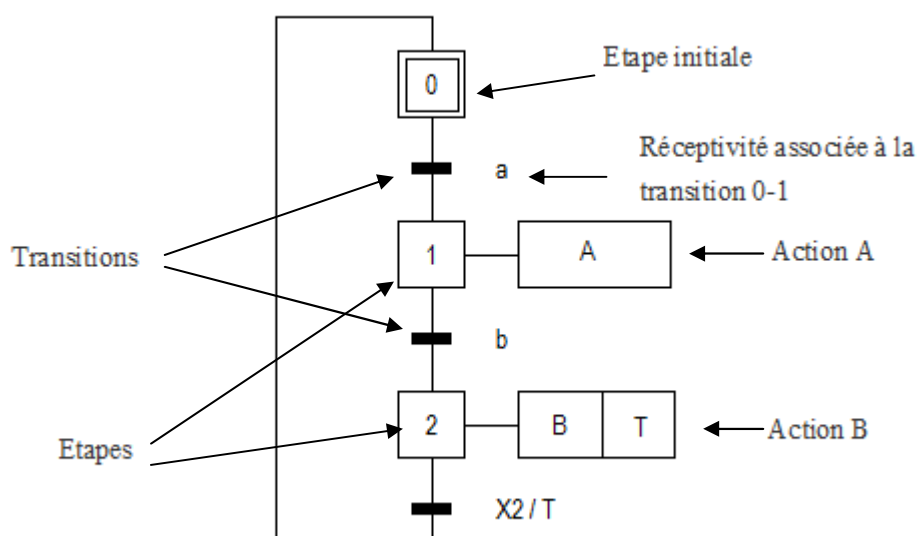 0
Etape initiale
a
Réceptivité associée à la
transition 0-1
Transitions
1
A
Action A
b
2
B
T
Action B
Etapes
X2 / T